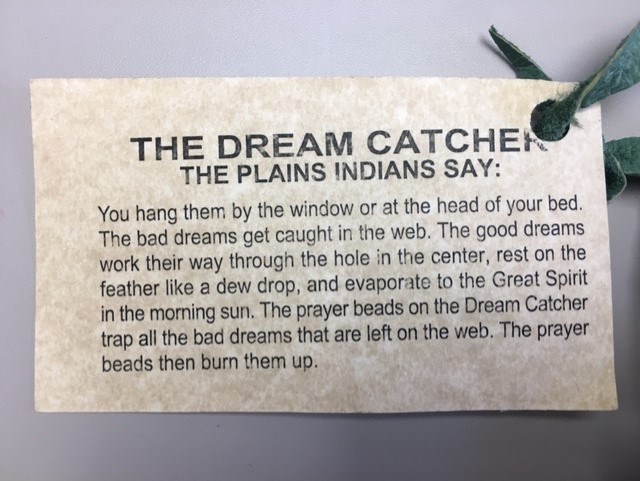 THE DREAM CATCHER
THE PLAINS INDIANS SAY:
You hang them by the window or at the head of your bed.
The bad dreams get caught in the web. The good dreams
work their way through the hole in the center, rest on the
feather like a dew drop, and evaporate to the Great Spirit
in the morning sun. The prayer beads on the Dream Catcher
trap all the bad dreams that are left on the web. The prayer
beads then burn them up.